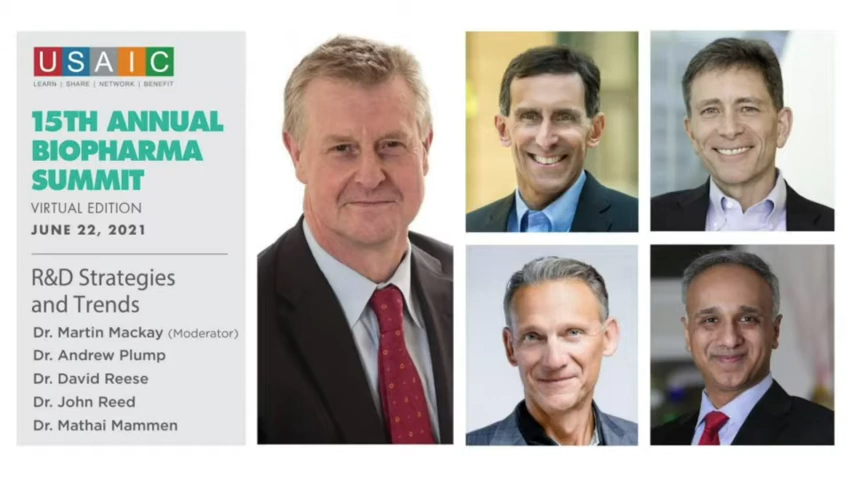 USAIC
LEARN | SHARE | NETWORK | BENEFIT
15TH ANNUAL
BIOPHARMA
SUMMIT
VIRTUAL EDITION
JUNE 22, 2021
R&D Strategies
and Trends
Dr. Martin Mackay (Moderator)
Dr. Andrew Plump
Dr. David Reese
Dr. John Reed
Dr. Mathai Mammen